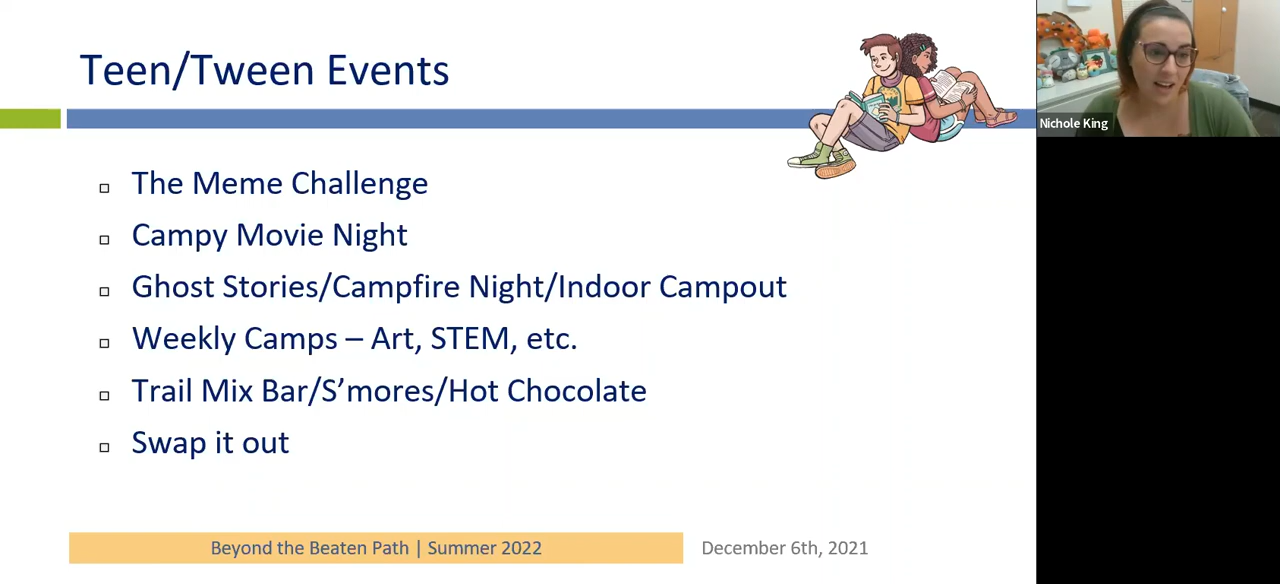 Teen/Tween Events
Nichole King
The Meme Challenge
Campy Movie Night
Ghost Stories/Campfire Night/Indoor Campout
Weekly Camps – Art, STEM, etc.
Trail Mix Bar/S’mores/Hot Chocolate
Swap it out
Beyond the Beaten Path | Summer 2022
December 6th, 2021